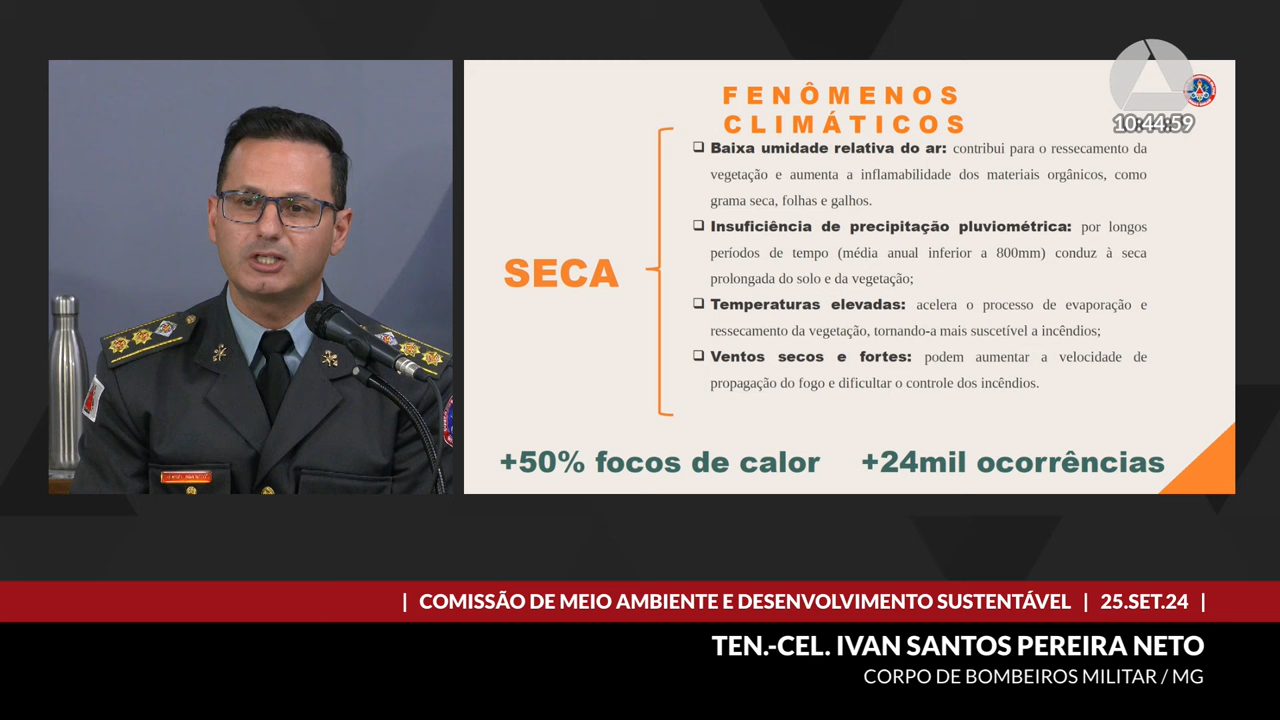 FENÔMENOS
CLIMÁTICOS
10:44:59
SECA
❑ Baixa umidade relativa do ar: contribui para o ressecamento da
vegetação e aumenta a inflamabilidade dos materiais orgânicos, como
grama seca, folhas e galhos.
❑ Insuficiência de precipitação pluviométrica: por longos
períodos de tempo (média anual inferior a 800mm) conduz à seca
prolongada do solo e da vegetação;
❑ Temperaturas elevadas: acelera o processo de evaporação e
ressecamento da vegetação, tornando-a mais suscetível a incêndios;
❑ Ventos secos e fortes: podem aumentar a velocidade de
propagação do fogo e dificultar o controle dos incêndios.
+50% focos de calor +24mil ocorrências
| COMISSÃO DE MEIO AMBIENTE E DESENVOLVIMENTO SUSTENTÁVEL | 25.SET.24 |
TEN.-CEL. IVAN SANTOS PEREIRA NETO
CORPO DE BOMBEIROS MILITAR / MG